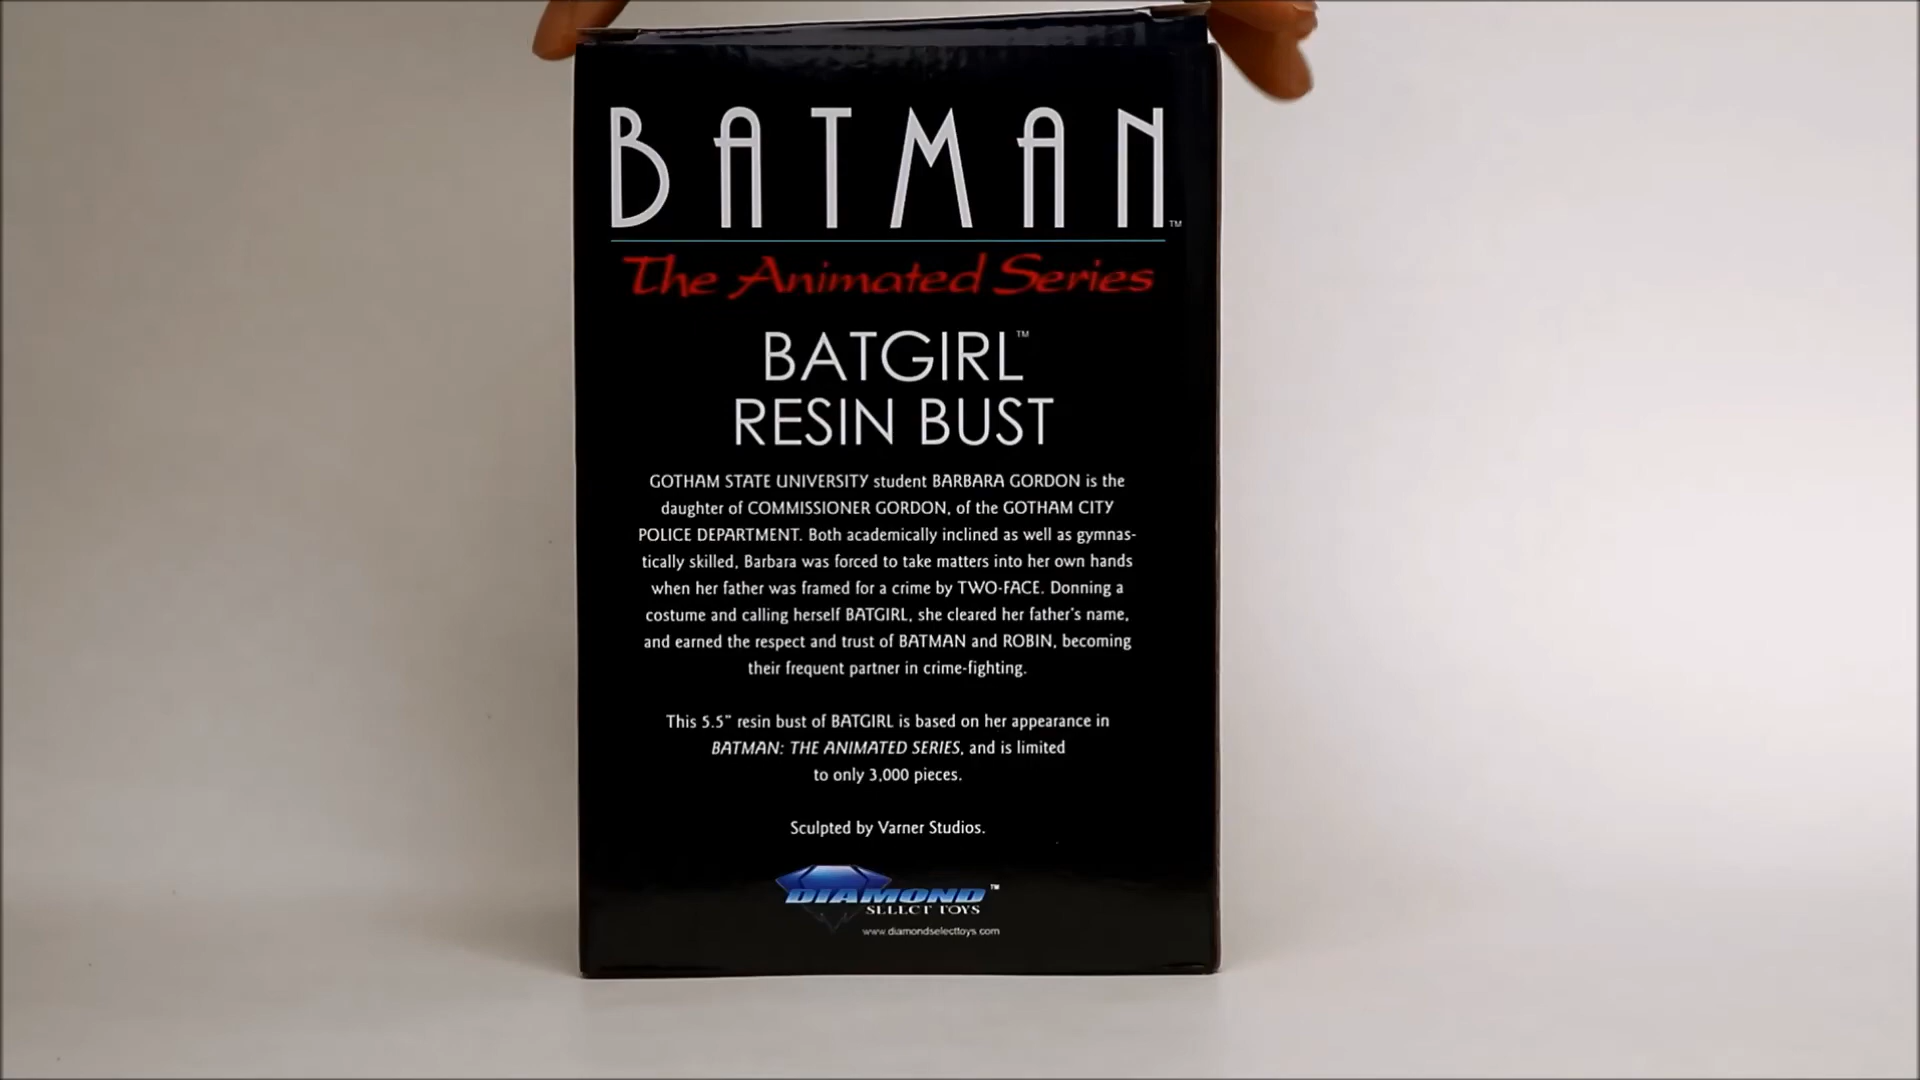 BATMAN™
The Animated Series
BATGIRL™
RESIN BUST
GOTHAM STATE UNIVERSITY student BARBARA GORDON is the
daughter of COMMISSIONER GORDON, of the GOTHAM CITY
POLICE DEPARTMENT. Both academically inclined as well as gymnas-
tically skilled, Barbara was forced to take matters into her own hands
when her father was framed for a crime by TWO-FACE. Donning a
costume and calling herself BATGIRL, she cleared her father's name,
and earned the respect and trust of BATMAN and ROBIN, becoming
their frequent partner in crime-fighting.
This 5.5" resin bust of BATGIRL is based on her appearance in
BATMAN: THE ANIMATED SERIES, and is limited
to only 3,000 pieces.
Sculpted by Varner Studios.
DIAMOND™
SELECT TOYS
www.diamondselecttoys.com